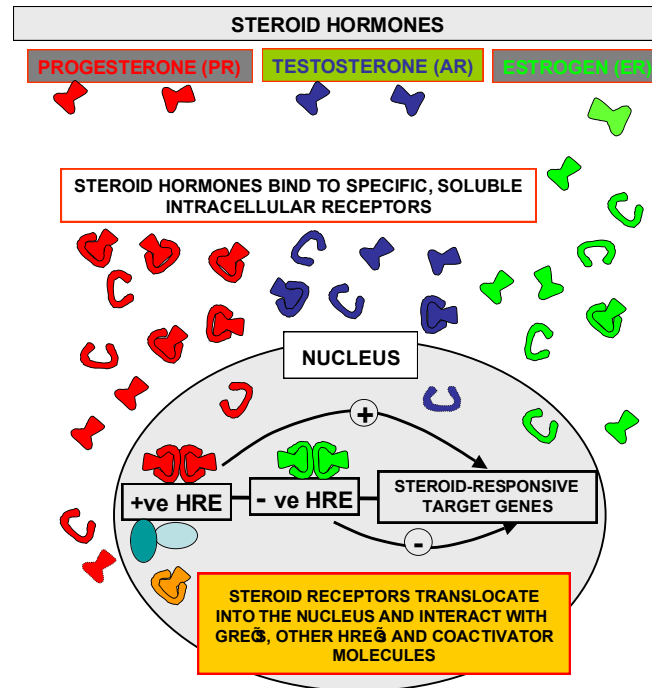 STEROID HORMONES
PROGESTERONE (PR) TESTOSTERONE (AR) ESTROGEN (ER)
STEROID HORMONES BIND TO SPECIFIC, SOLUBLE
INTRACELLULAR RECEPTORS
NUCLEUS
+
+ve HRE - ve HRE STEROID-RESPONSIVE
TARGET GENES
-
STEROID RECEPTORS TRANSLOCATE
INTO THE NUCLEUS AND INTERACT WITH
GREÕS, OTHER HREÕs AND COACTIVATOR
MOLECULES